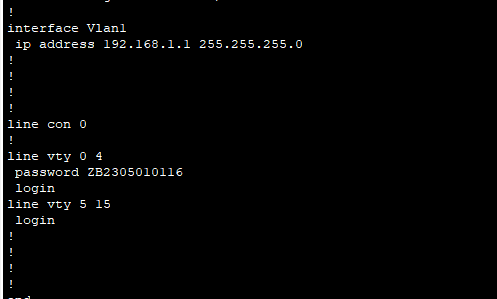 !
interface Vlan1
 ip address 192.168.1.1 255.255.255.0
!
!
!
!
line con 0
!
line vty 0 4
 password ZB2305010116
 login
line vty 5 15
 login
!
!
!
!
end